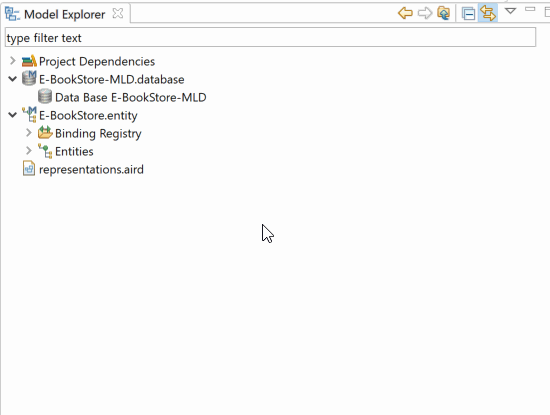 Model Explorer
type filter text
Project Dependencies
E-BookStore-MLD.database
Data Base E-BookStore-MLD
E-BookStore.entity
Binding Registry
Entities
representations.aird